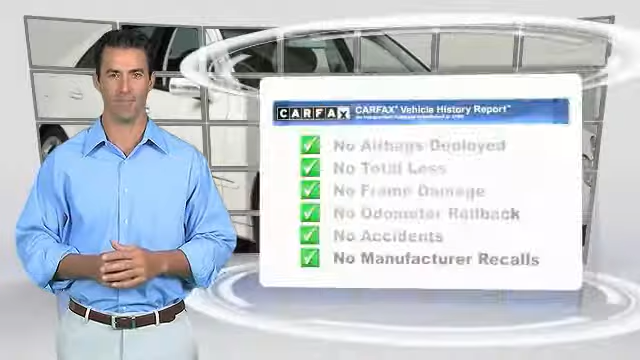 CARFAX CARFAX® Vehicle History Report™
No Airbags Deployed
No Total Loss
No Frame Damage
No Odometer Rollback
No Accidents
No Manufacturer Recalls